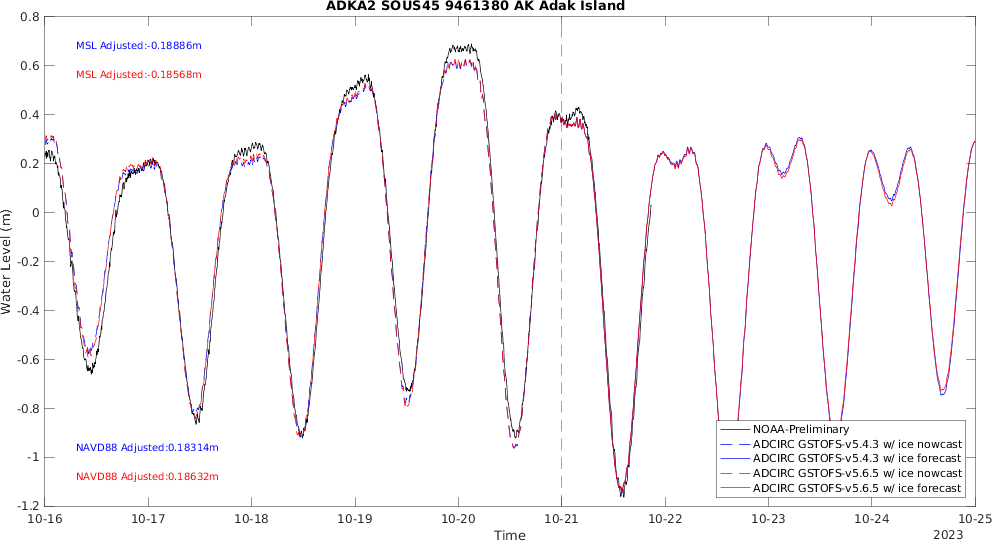 ADKA2 SOUS45 9461380 AK Adak Island
0.8
0.6
0.4
0.2
0
-0.2
-0.4
-0.6
-0.8
-1
-1.2
Water Level (m)
MSL Adjusted:-0.18886m
MSL Adjusted:-0.18568m
NAVD88 Adjusted:0.18314m
NAVD88 Adjusted:0.18632m
NOAA-Preliminary
ADCIRC GSTOFS-v5.4.3 w/ ice nowcast
ADCIRC GSTOFS-v5.4.3 w/ ice forecast
ADCIRC GSTOFS-v5.6.5 w/ ice nowcast
ADCIRC GSTOFS-v5.6.5 w/ ice forecast
10-16 10-17 10-18 10-19 10-20 10-21 10-22 10-23 10-24 10-25
Time
2023